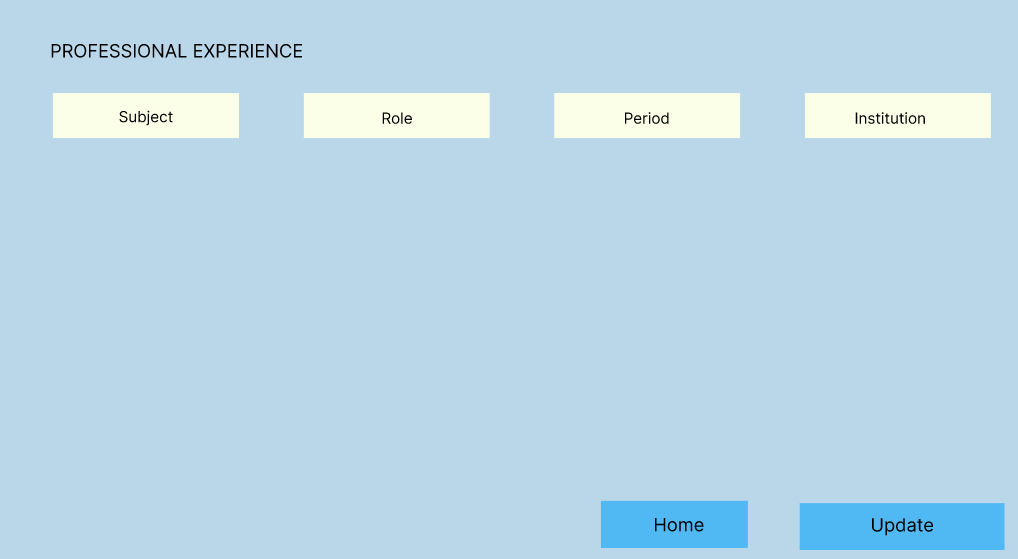 PROFESSIONAL EXPERIENCE
Subject
Role
Period
Institution
Home
Update